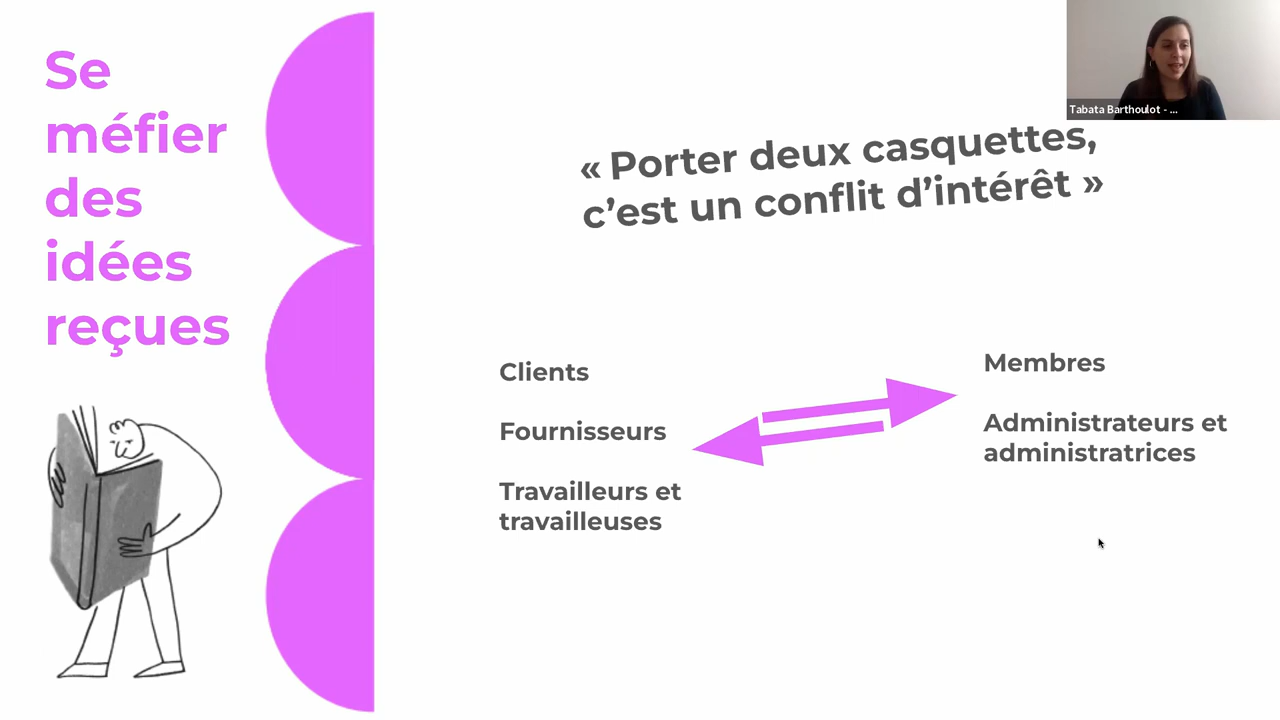 Se
méfier
des
idées
reçues
« Porter deux casquettes,
c’est un conflit d’intérêt »
Clients
Fournisseurs
Travailleurs et
travailleuses
Membres
Administrateurs et
administratrices
Tabata Barthoulot - ...